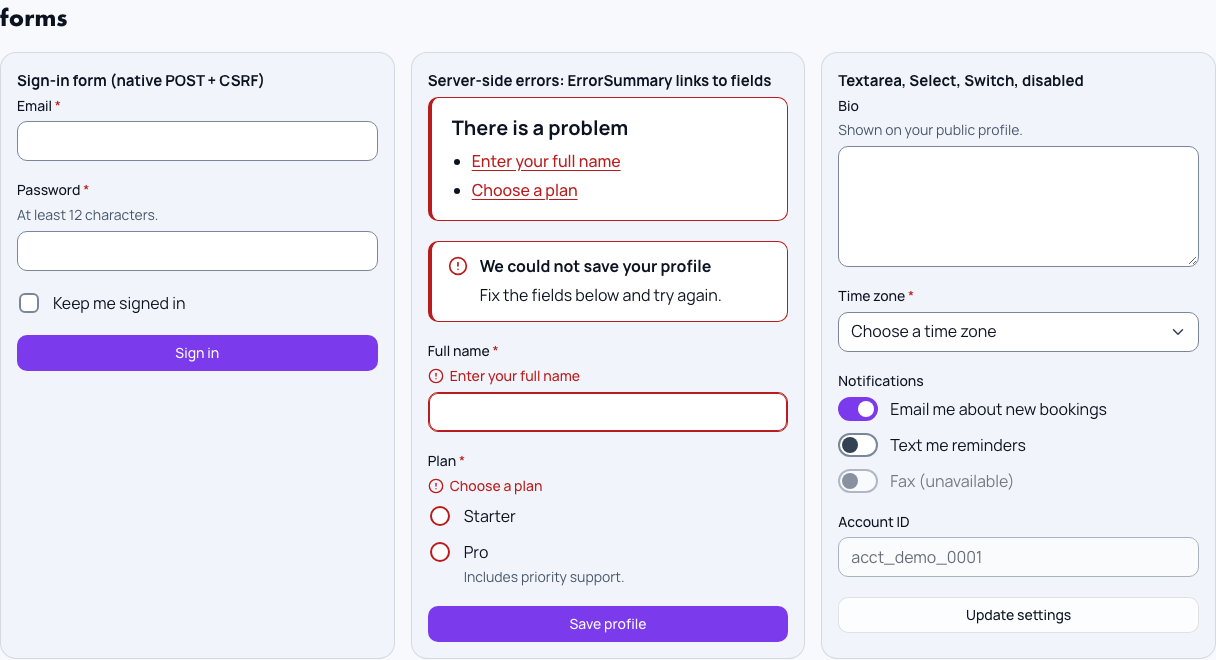 forms
Sign-in form (native POST + CSRF)
Email *
Password *
At least 12 characters.
Keep me signed in
Sign in
Server-side errors: ErrorSummary links to fields
There is a problem
Enter your full name
Choose a plan
We could not save your profile
Fix the fields below and try again.
Full name *
Enter your full name
Plan *
Choose a plan
Starter
Pro
Includes priority support.
Save profile
Textarea, Select, Switch, disabled
Bio
Shown on your public profile.
Time zone *
Choose a time zone
Notifications
Email me about new bookings
Text me reminders
Fax (unavailable)
Account ID
acct_demo_0001
Update settings